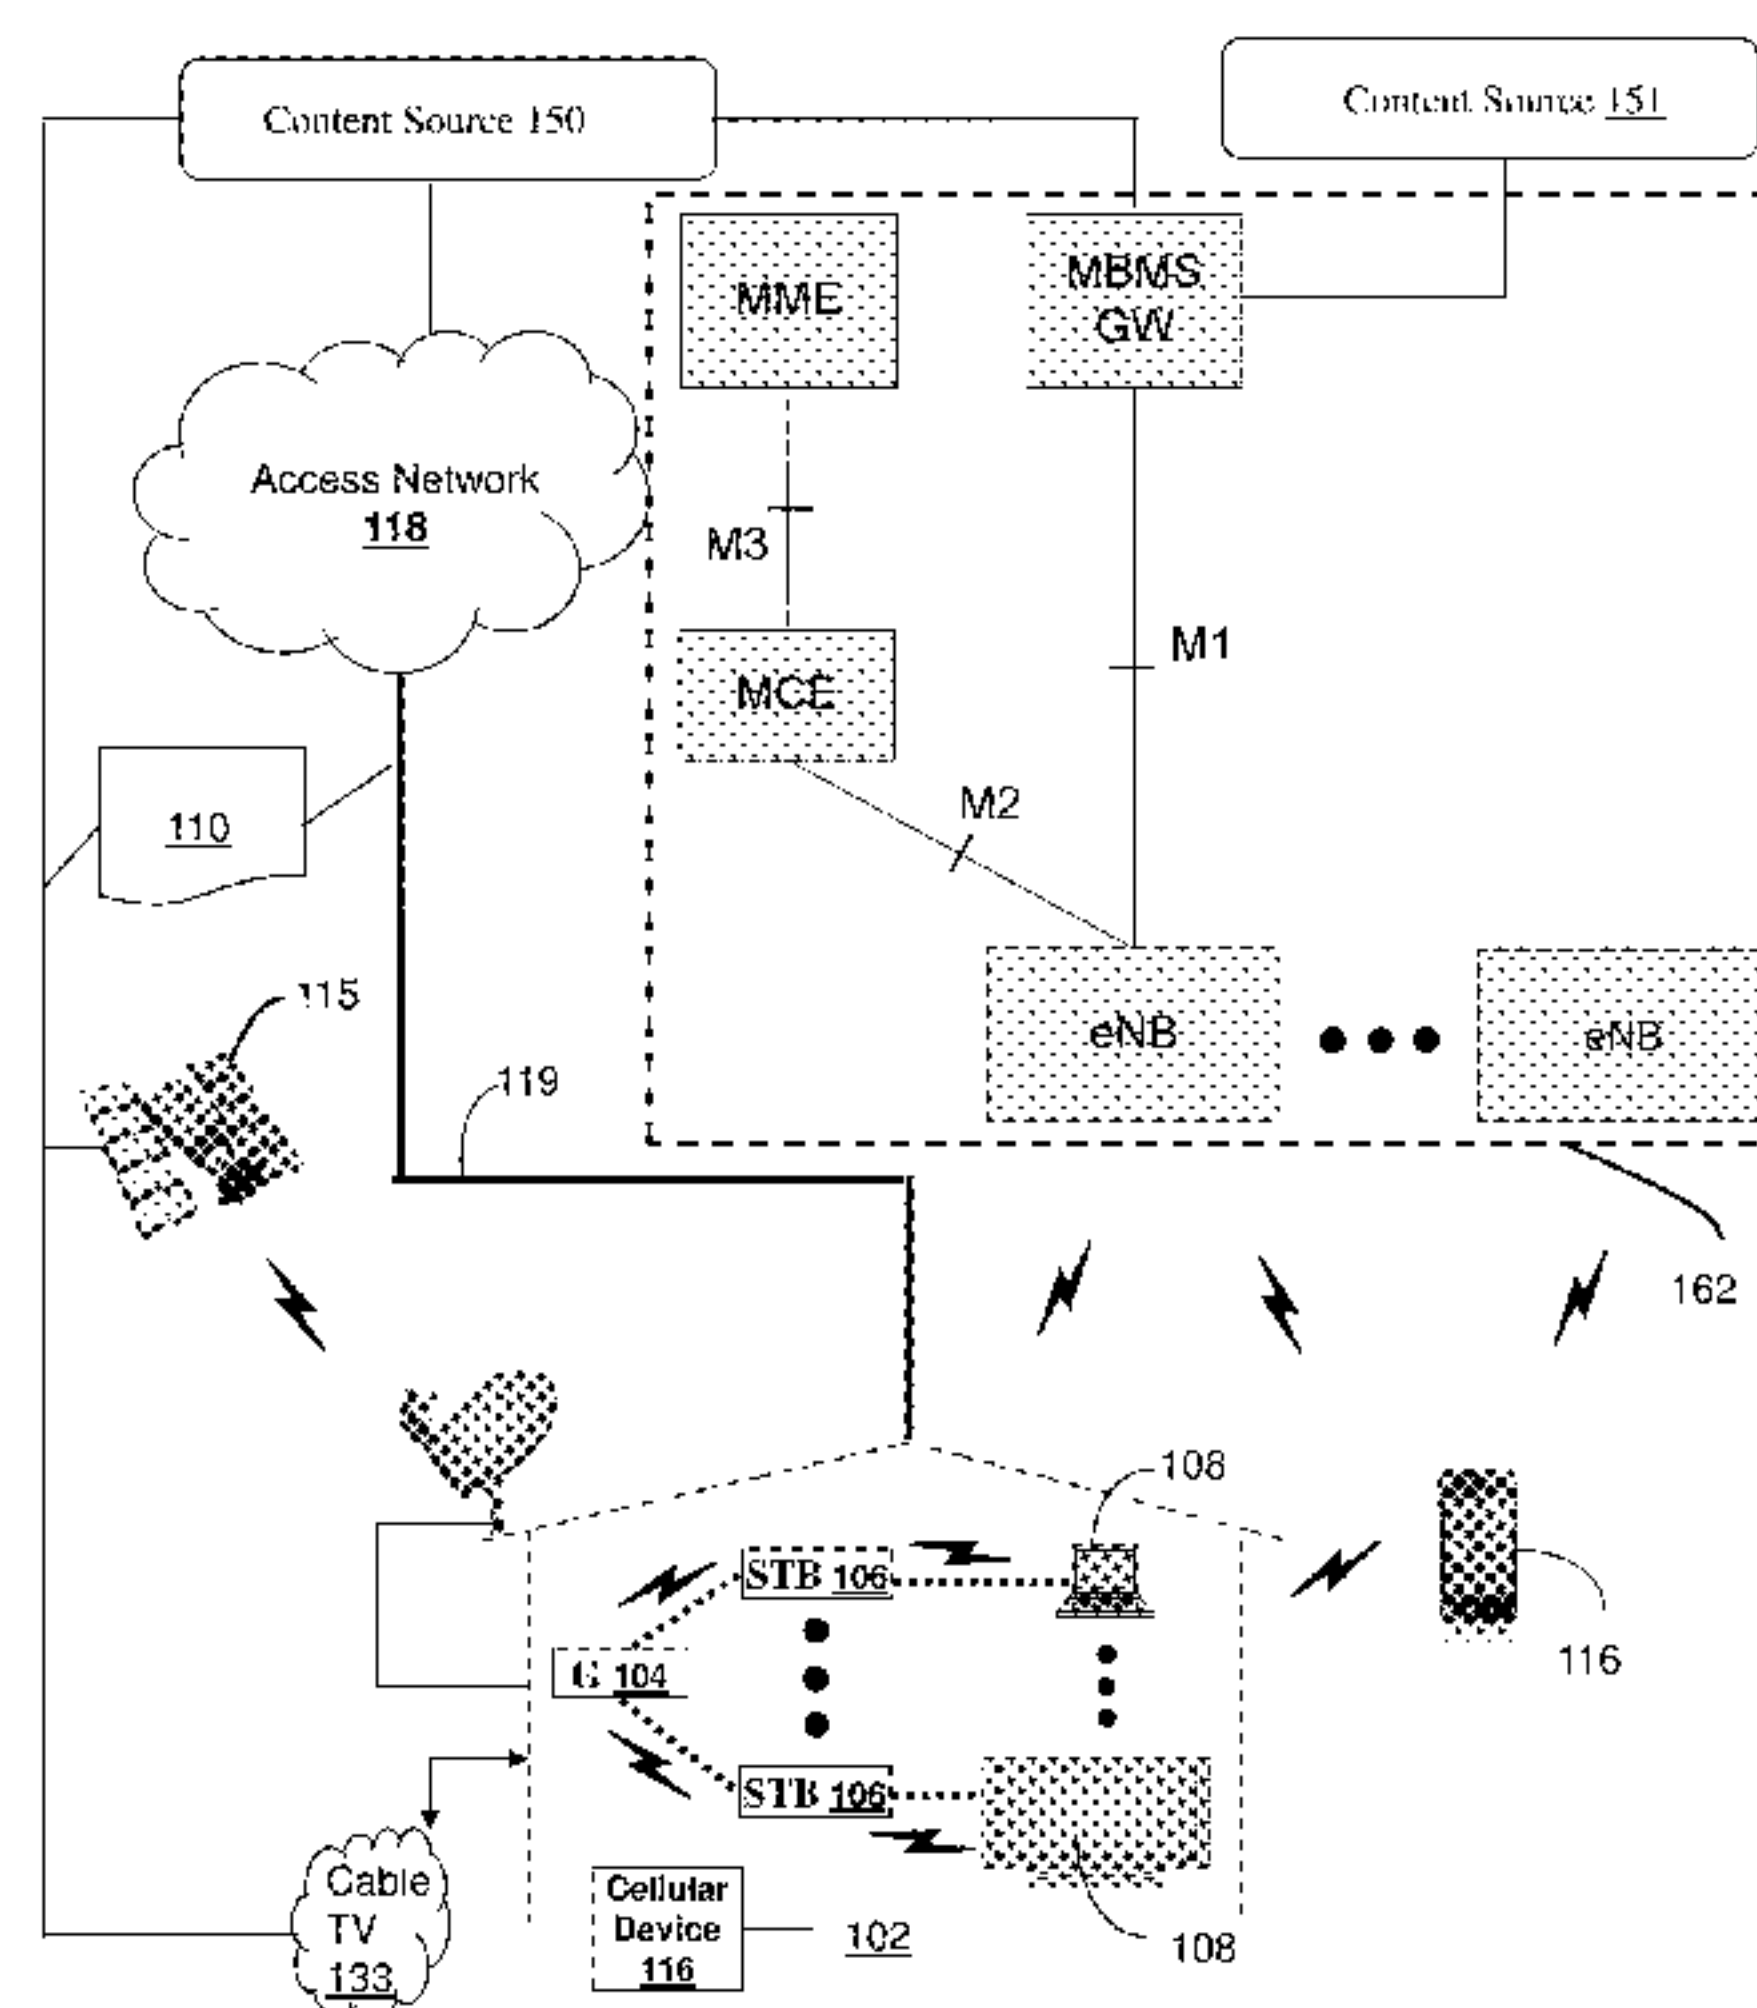 Content Source 150
Content Source 151
MME
MBMS
GW
Access Network
118
M3
M1
MCE
M2
110
eNB
eNB
115
119
162
108
STB 106
G 104
116
STB 106
Cable
TV
133
Cellular
Device
116
102
108